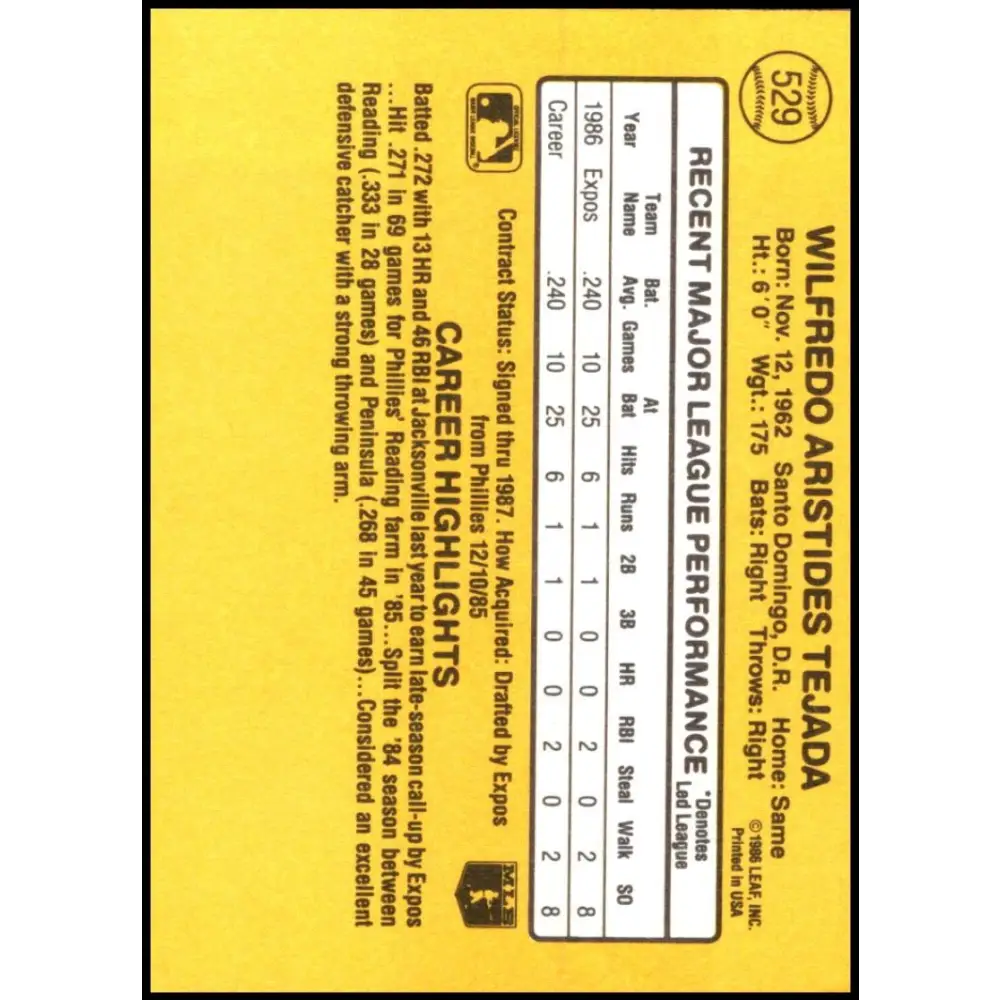 529
WILFREDO ARISTIDES TEJADA
Born: Nov. 12, 1962 Santo Domingo, D.R. Home: Same
Ht.: 6'0" Wgt.: 175 Bats: Right Throws: Right
©1986 LEAF, INC.
Printed in USA
RECENT MAJOR LEAGUE PERFORMANCE *Denotes Led League
Year Team Name Bat. Avg. Games At Bat Hits Runs 2B 3B HR RBI Steal Walk SO
1986 Expos .240 10 25 6 1 1 0 0 2 0 2 8
Career .240 10 25 6 1 1 0 0 2 0 2 8
Contract Status: Signed thru 1987. How Acquired: Drafted by Expos
from Phillies 12/10/85
MLB
CAREER HIGHLIGHTS
Batted .272 with 13 HR and 46 RBI at Jacksonville last year to earn late-season call-up by Expos
...Hit .271 in 69 games for Phillies' Reading farm in '85...Split the '84 season between
Reading (.333 in 28 games) and Peninsula (.268 in 45 games)...Considered an excellent
defensive catcher with a strong throwing arm.